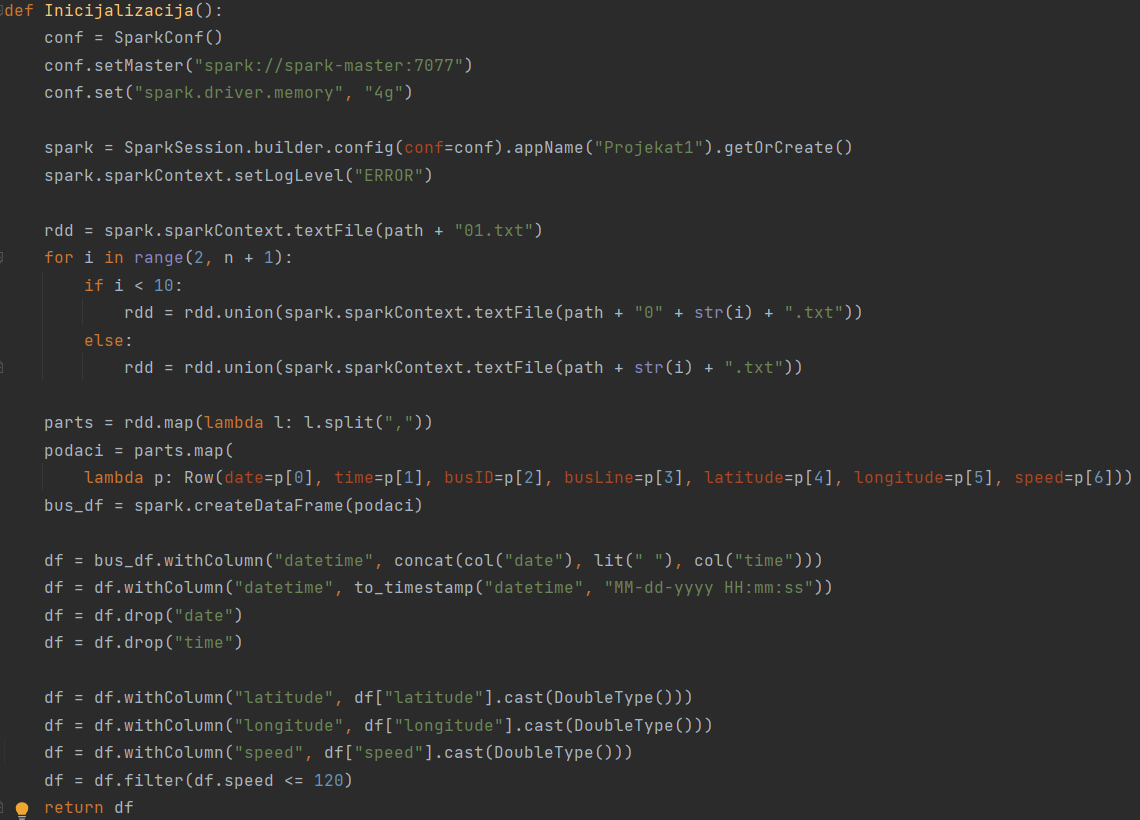 def Inicijalizacija():
    conf = SparkConf()
    conf.setMaster("spark://spark-master:7077")
    conf.set("spark.driver.memory", "4g")

    spark = SparkSession.builder.config(conf=conf).appName("Projekat1").getOrCreate()
    spark.sparkContext.setLogLevel("ERROR")

    rdd = spark.sparkContext.textFile(path + "01.txt")
    for i in range(2, n + 1):
        if i < 10:
            rdd = rdd.union(spark.sparkContext.textFile(path + "0" + str(i) + ".txt"))
        else:
            rdd = rdd.union(spark.sparkContext.textFile(path + str(i) + ".txt"))

    parts = rdd.map(lambda l: l.split(","))
    podaci = parts.map(
        lambda p: Row(date=p[0], time=p[1], busID=p[2], busLine=p[3], latitude=p[4], longitude=p[5], speed=p[6]))
    bus_df = spark.createDataFrame(podaci)

    df = bus_df.withColumn("datetime", concat(col("date"), lit(" "), col("time")))
    df = df.withColumn("datetime", to_timestamp("datetime", "MM-dd-yyyy HH:mm:ss"))
    df = df.drop("date")
    df = df.drop("time")

    df = df.withColumn("latitude", df["latitude"].cast(DoubleType()))
    df = df.withColumn("longitude", df["longitude"].cast(DoubleType()))
    df = df.withColumn("speed", df["speed"].cast(DoubleType()))
    df = df.filter(df.speed <= 120)
    return df